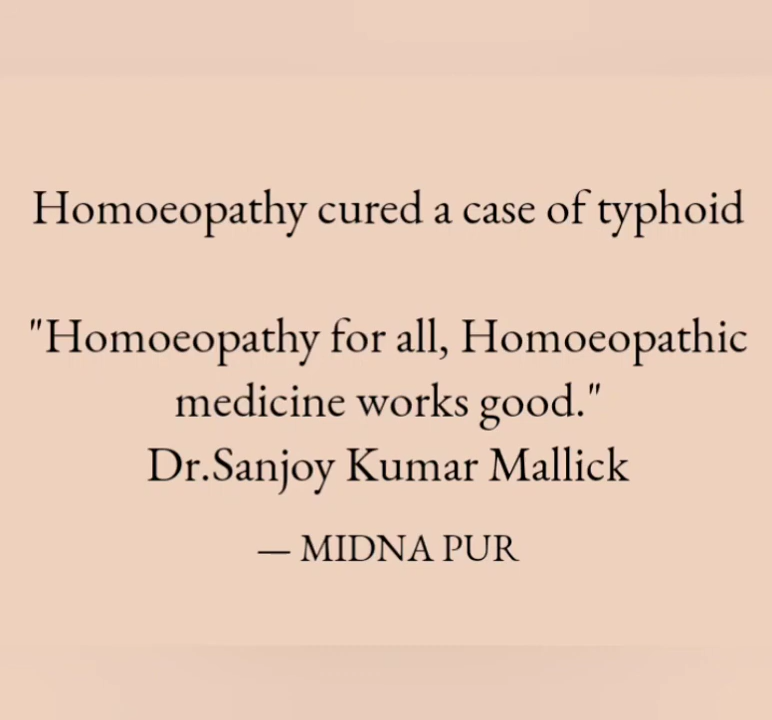 Homoeopathy cured a case of typhoid
"Homoeopathy for all, Homoeopathic
medicine works good."
Dr.Sanjoy Kumar Mallick
— MIDNA PUR